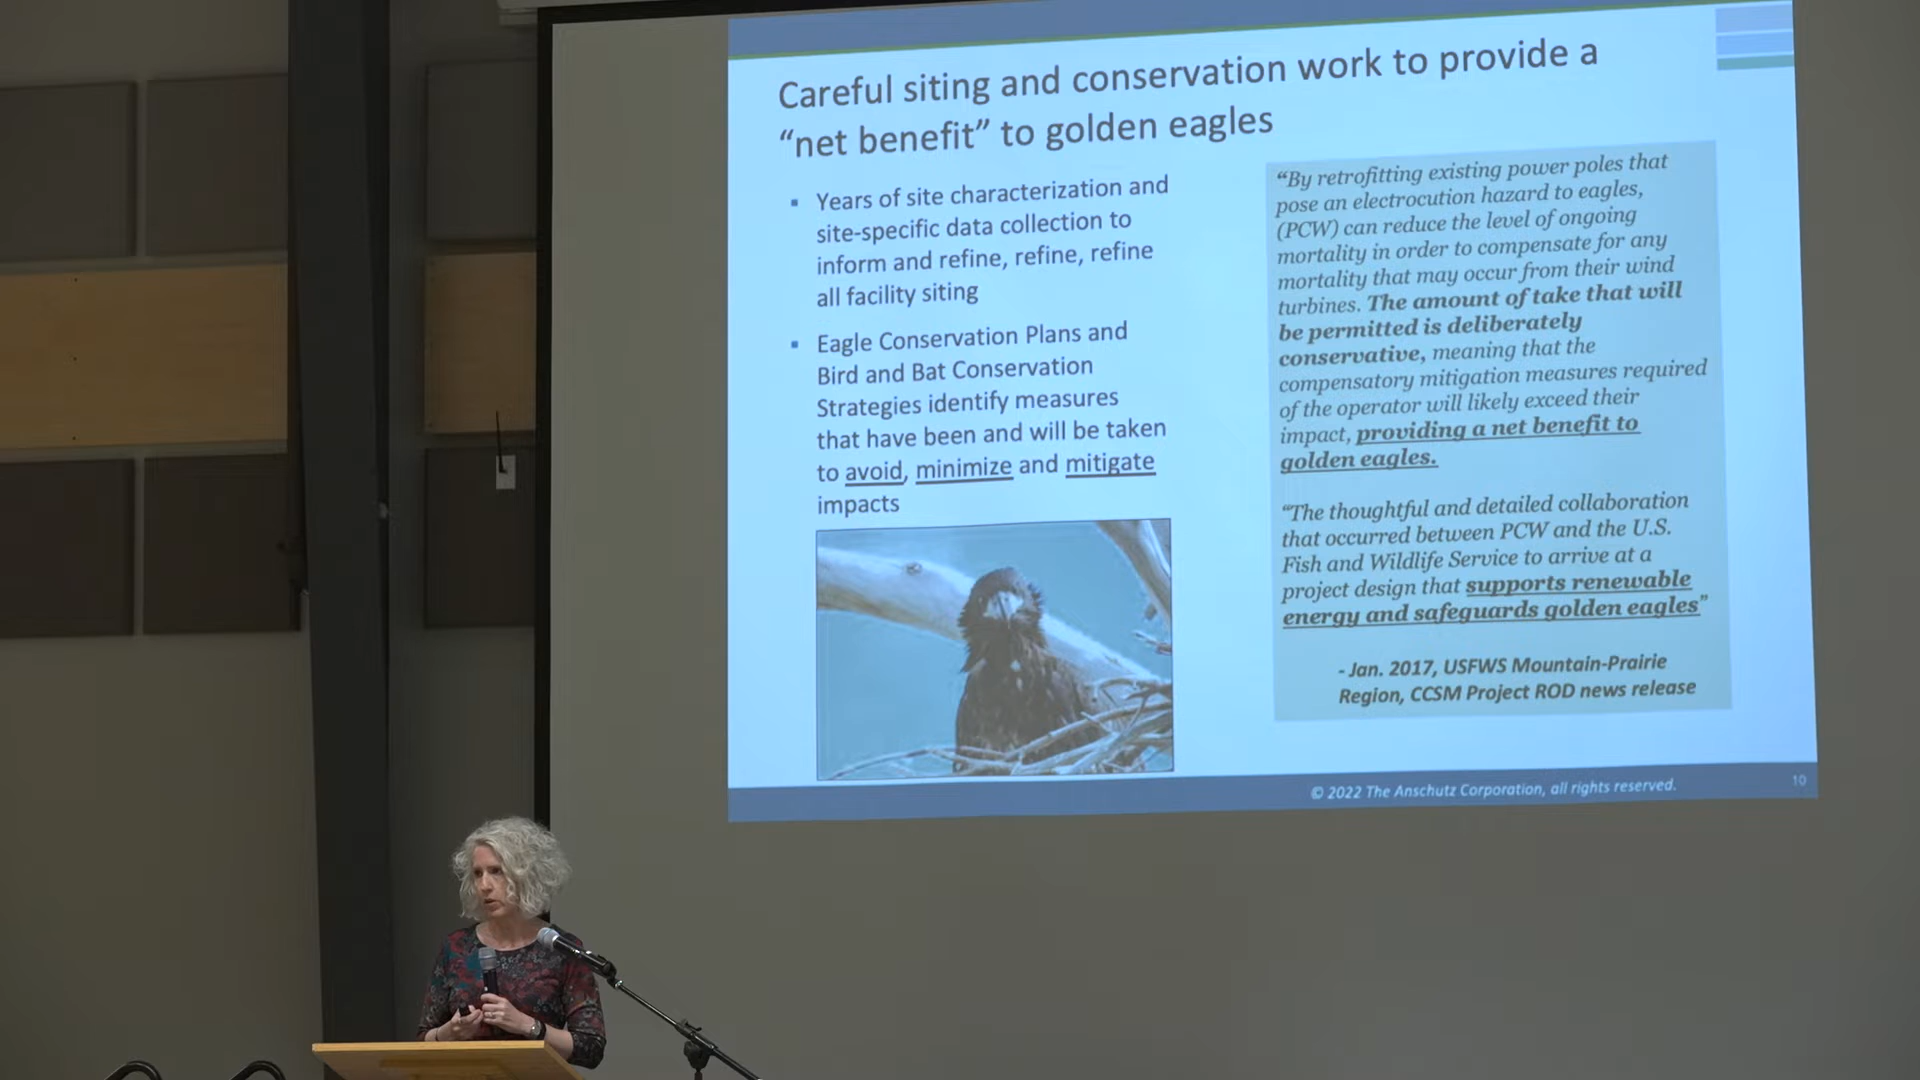 Careful siting and conservation work to provide a
“net benefit” to golden eagles
▪ Years of site characterization and
site-specific data collection to
inform and refine, refine, refine
all facility siting
▪ Eagle Conservation Plans and
Bird and Bat Conservation
Strategies identify measures
that have been and will be taken
to avoid, minimize and mitigate
impacts
“By retrofitting existing power poles that
pose an electrocution hazard to eagles,
(PCW) can reduce the level of ongoing
mortality in order to compensate for any
mortality that may occur from their wind
turbines. The amount of take that will
be permitted is deliberately
conservative, meaning that the
compensatory mitigation measures required
of the operator will likely exceed their
impact, providing a net benefit to
golden eagles.
“The thoughtful and detailed collaboration
that occurred between PCW and the U.S.
Fish and Wildlife Service to arrive at a
project design that supports renewable
energy and safeguards golden eagles”
- Jan. 2017, USFWS Mountain-Prairie
Region, CCSM Project ROD news release
© 2022 The Anschutz Corporation, all rights reserved.
10